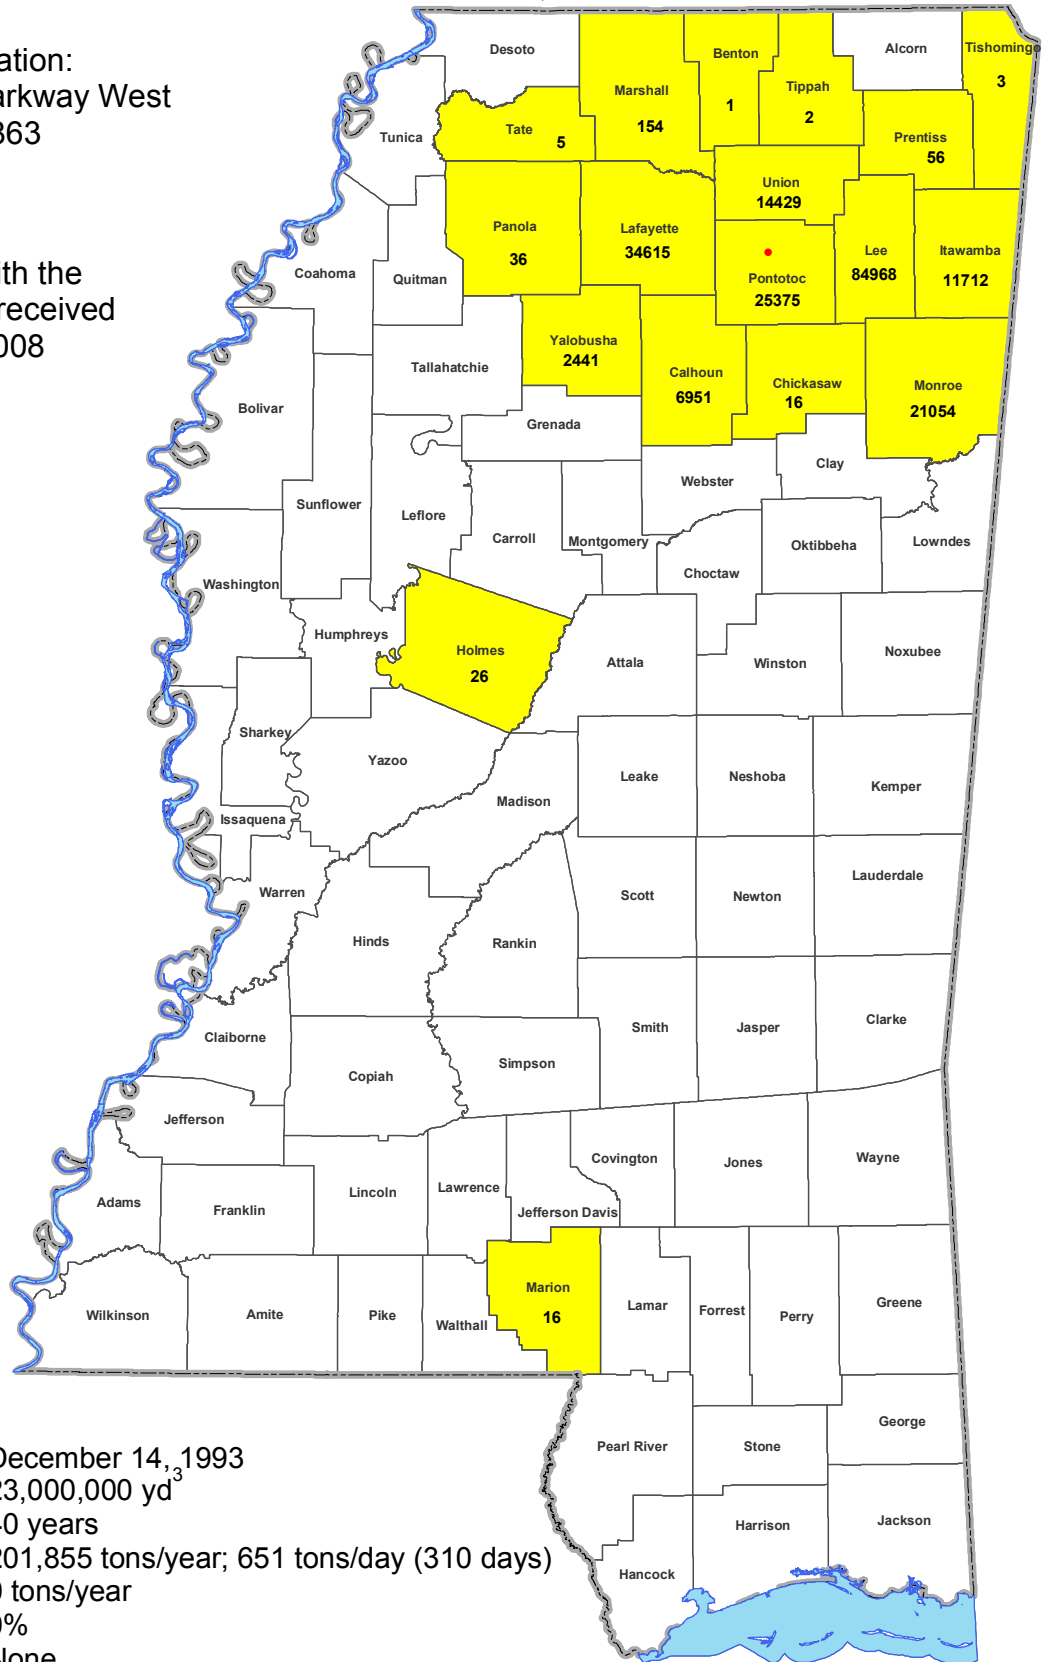 ation:
arkway West
863
ith the
received
008
Desoto
Marshall
154
Benton
1
Tippah
2
Alcorn
Tishomingo
3
Tunica
Tate
5
Prentiss
56
Union
14429
Panola
36
Lafayette
34615
Pontotoc
25375
Lee
84968
Itawamba
11712
Coahoma
Quitman
Yalobusha
2441
Tallahatchie
Calhoun
6951
Chickasaw
16
Monroe
21054
Bolivar
Grenada
Clay
Webster
Sunflower
Leflore
Carroll
Montgomery
Oktibbeha
Lowndes
Choctaw
Washington
Humphreys
Holmes
26
Attala
Winston
Noxubee
Sharkey
Yazoo
Leake
Neshoba
Kemper
Madison
Issaquena
Warren
Scott
Newton
Lauderdale
Hinds
Rankin
Claiborne
Smith
Jasper
Clarke
Copiah
Simpson
Jefferson
Covington
Jones
Wayne
Adams
Franklin
Lincoln
Lawrence
Jefferson Davis
Marion
16
Wilkinson
Amite
Pike
Walthall
Lamar
Forrest
Perry
Greene
Pearl River
Stone
George
Harrison
Jackson
Hancock
December 14, 1993
23,000,000 yd3
40 years
201,855 tons/year; 651 tons/day (310 days)
0 tons/year
0%
None